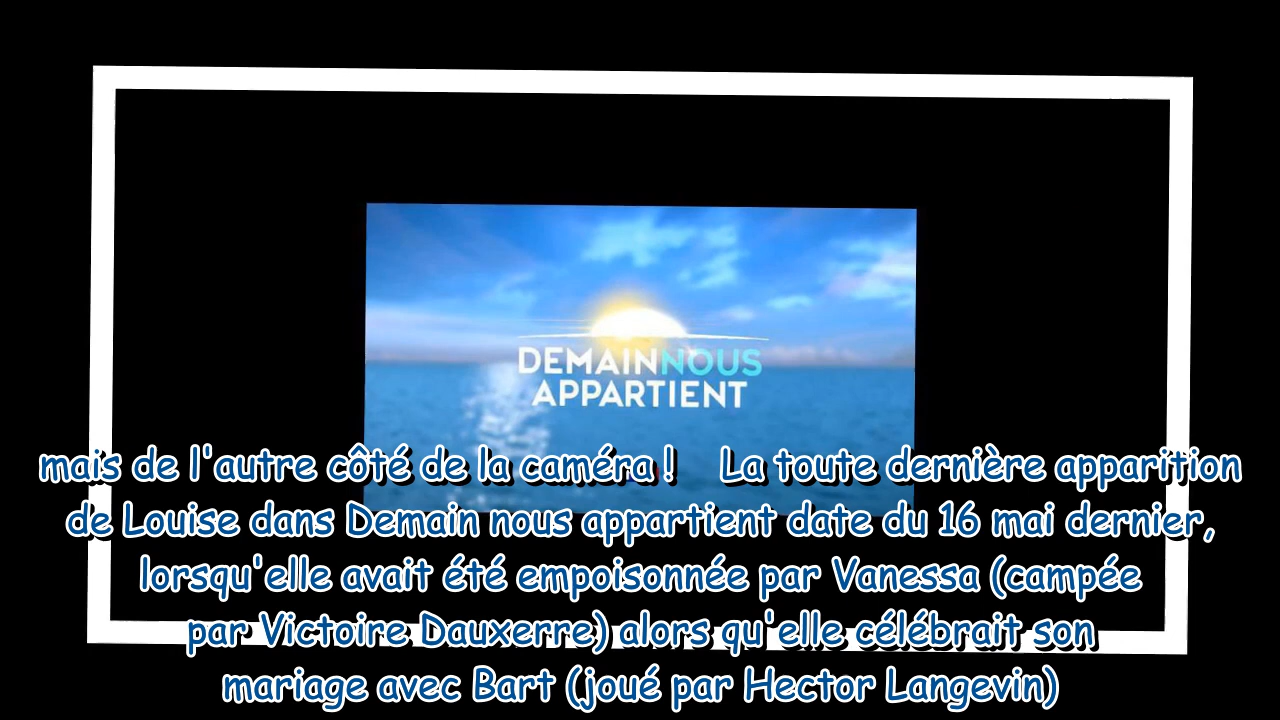 DEMAINNOUS
APPARTIENT
mais de l'autre côté de la caméra ! La toute dernière apparition
de Louise dans Demain nous appartient date du 16 mai dernier,
lorsqu'elle avait été empoisonnée par Vanessa (campée
par Victoire Dauxerre) alors qu'elle célébrait son
mariage avec Bart (joué par Hector Langevin)